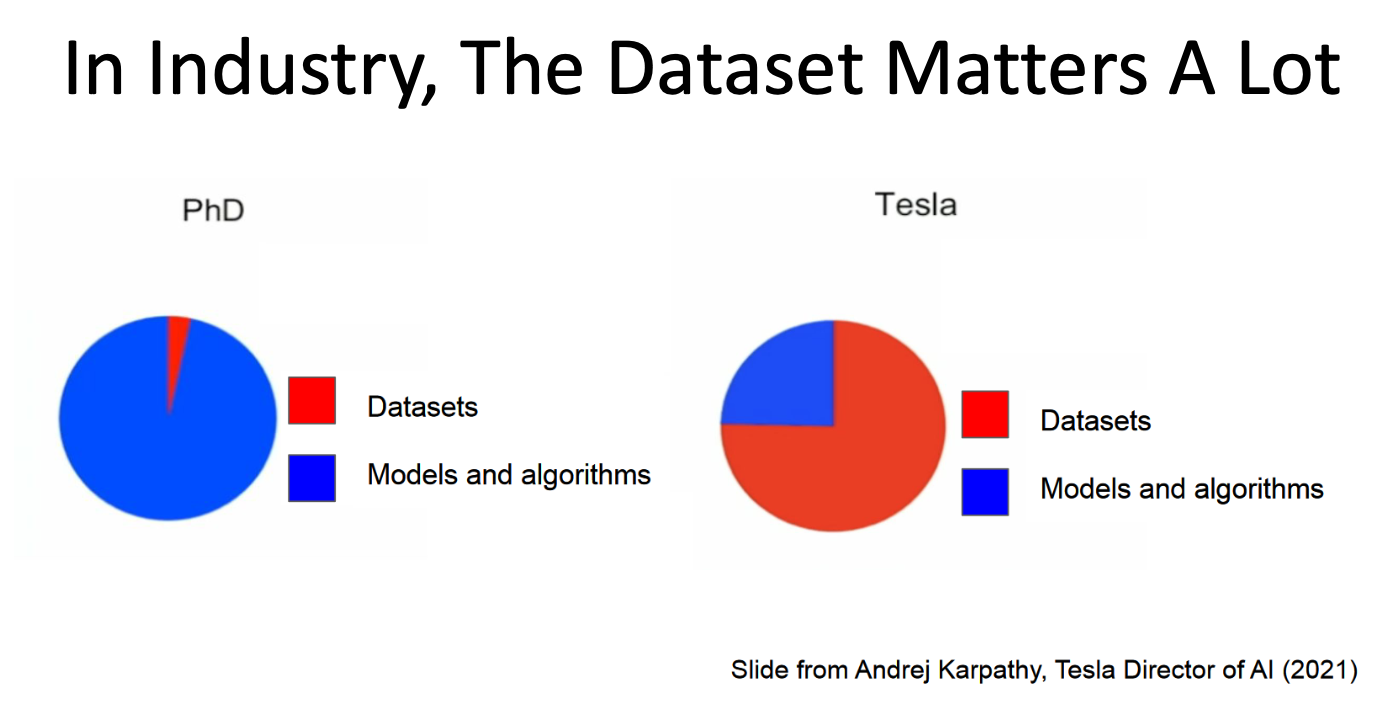 In Industry, The Dataset Matters A Lot
PhD
Datasets
Models and algorithms
Tesla
Datasets
Models and algorithms
Slide from Andrej Karpathy, Tesla Director of AI (2021)